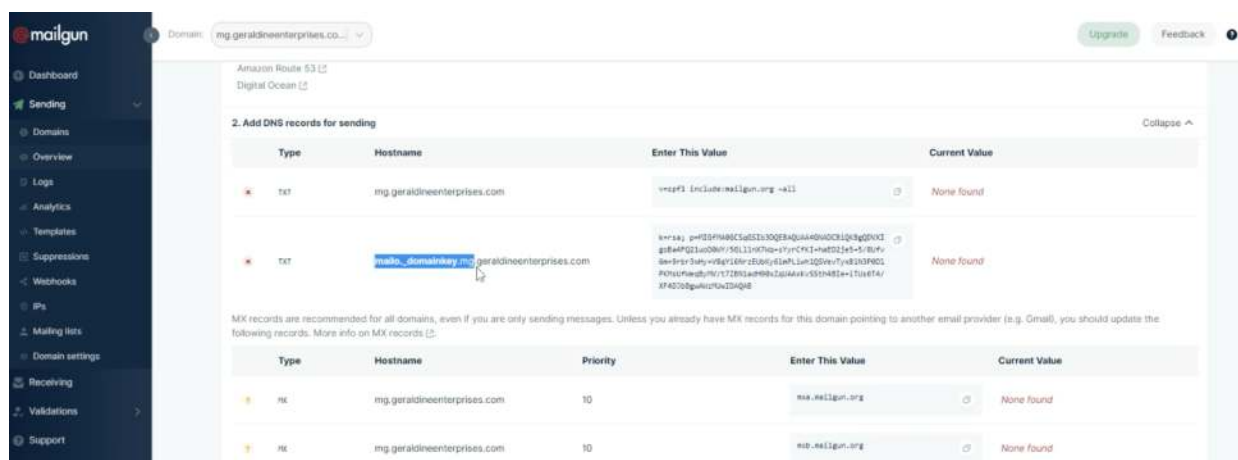 mailgun
Domain: mg.geraldineenterprises.co...
Upgrade
Feedback
Dashboard
Sending
Domains
Overview
Logs
Analytics
Templates
Suppressions
Webhooks
IPs
Mailing lists
Domain settings
Receiving
Validations
Support
Amazon Route 53
Digital Ocean
2. Add DNS records for sending Collapse
Type Hostname Enter This Value Current Value
TXT mg.geraldineenterprises.com v=spf1 include:mailgun.org ~all None found
TXT mailo._domainkey.mg.geraldineenterprises.com None found
MX records are recommended for all domains, even if you are only sending messages. Unless you already have MX records for this domain pointing to another email provider (e.g. Gmail), you should update the
following records. More info on MX records
Type Hostname Priority Enter This Value Current Value
MX mg.geraldineenterprises.com 10 mxa.mailgun.org None found
MX mg.geraldineenterprises.com 10 mxb.mailgun.org None found